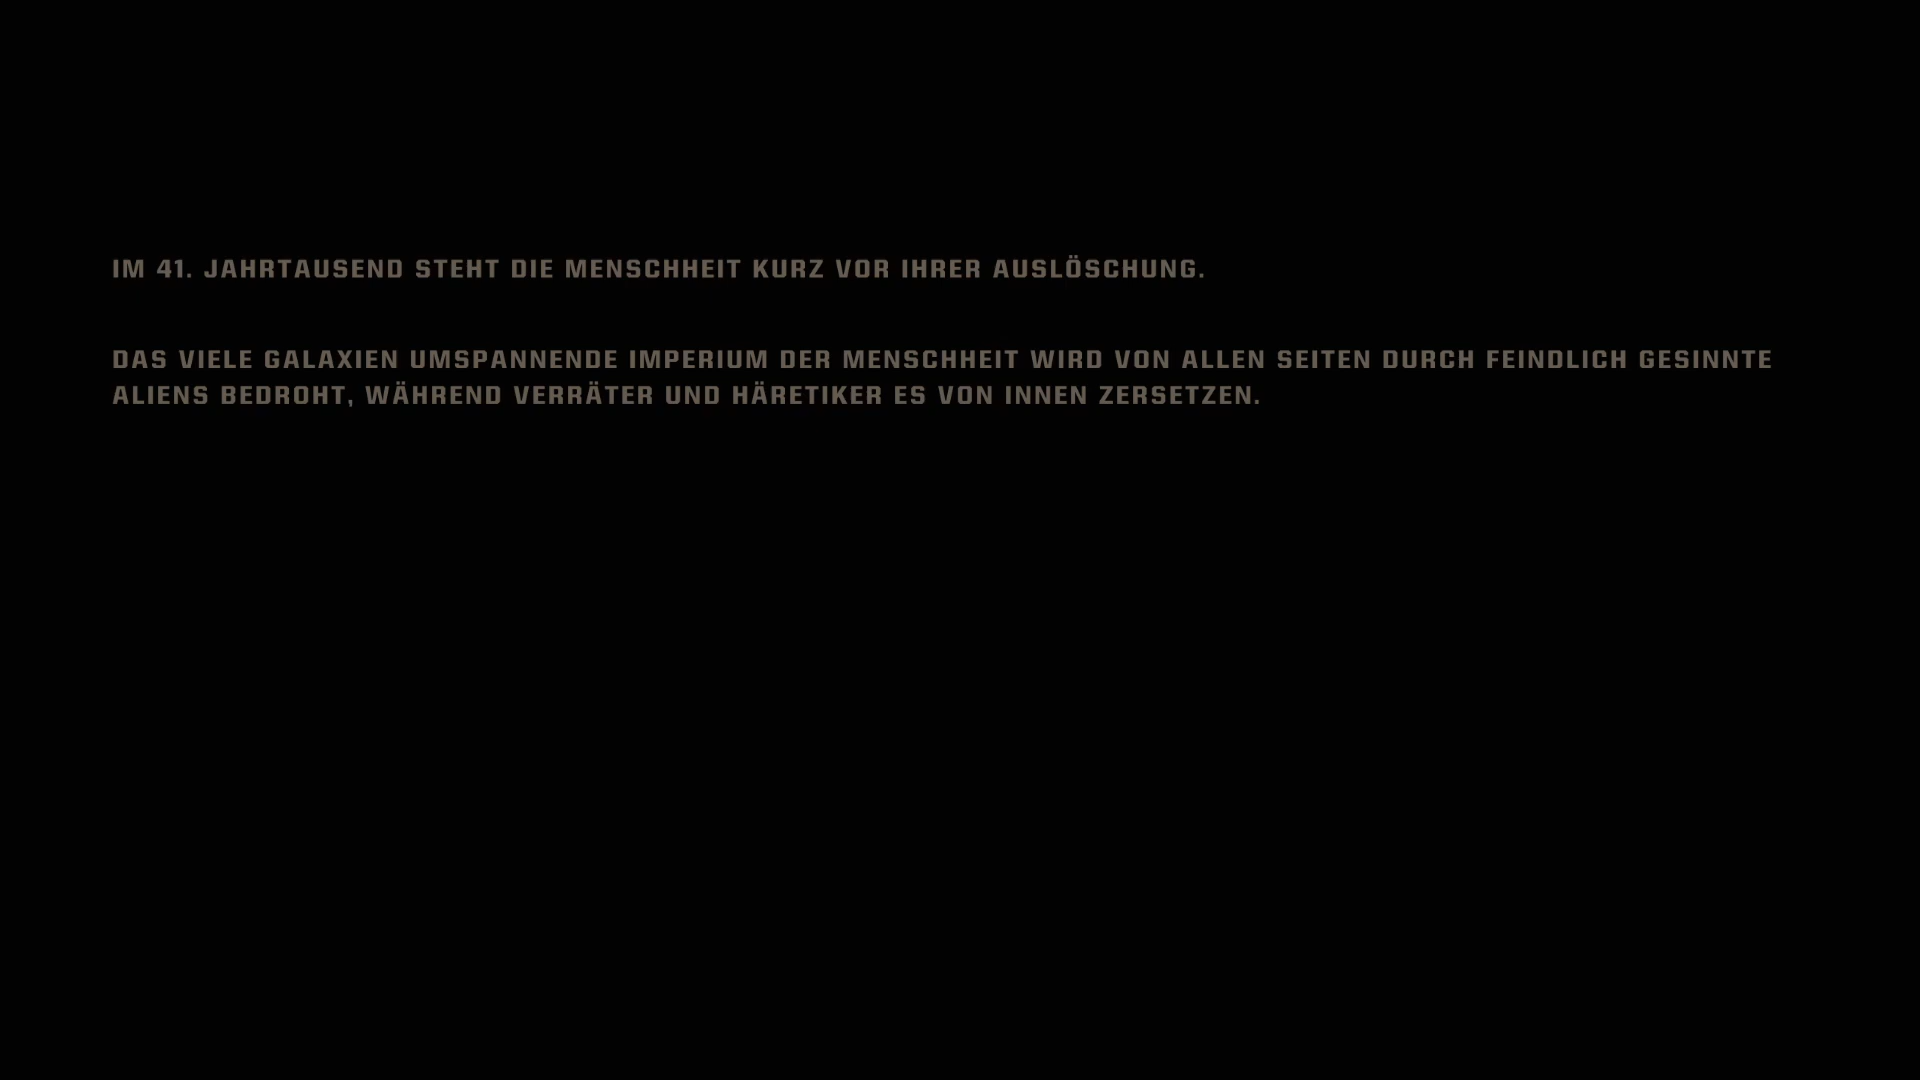 IM 41. JAHRTAUSEND STEHT DIE MENSCHHEIT KURZ VOR IHRER AUSLÖSCHUNG.
DAS VIELE GALAXIEN UMSPANNENDE IMPERIUM DER MENSCHHEIT WIRD VON ALLEN SEITEN DURCH FEINDLICH GESINNTE
ALIENS BEDROHT, WÄHREND VERRÄTER UND HÄRETIKER ES VON INNEN ZERSETZEN.